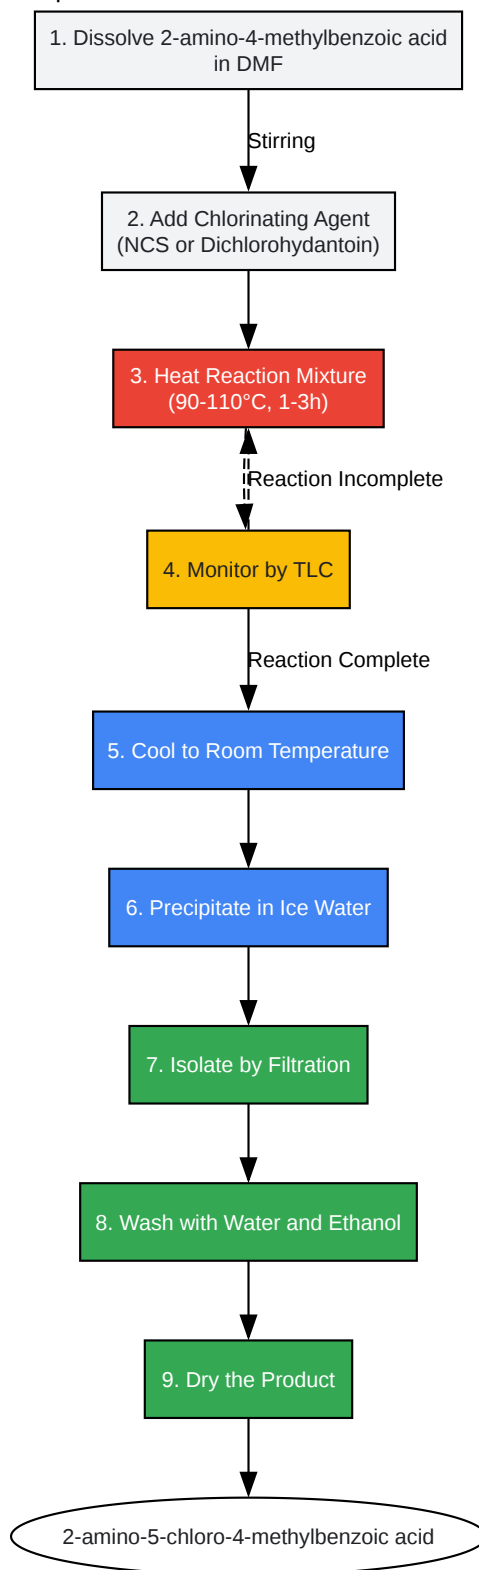 1. Dissolve 2-amino-4-methylbenzoic acid
in DMF
Stirring
2. Add Chlorinating Agent
(NCS or Dichlorohydantoin)
3. Heat Reaction Mixture
(90-110°C, 1-3h)
Reaction Incomplete
4. Monitor by TLC
Reaction Complete
5. Cool to Room Temperature
6. Precipitate in Ice Water
7. Isolate by Filtration
8. Wash with Water and Ethanol
9. Dry the Product
2-amino-5-chloro-4-methylbenzoic acid